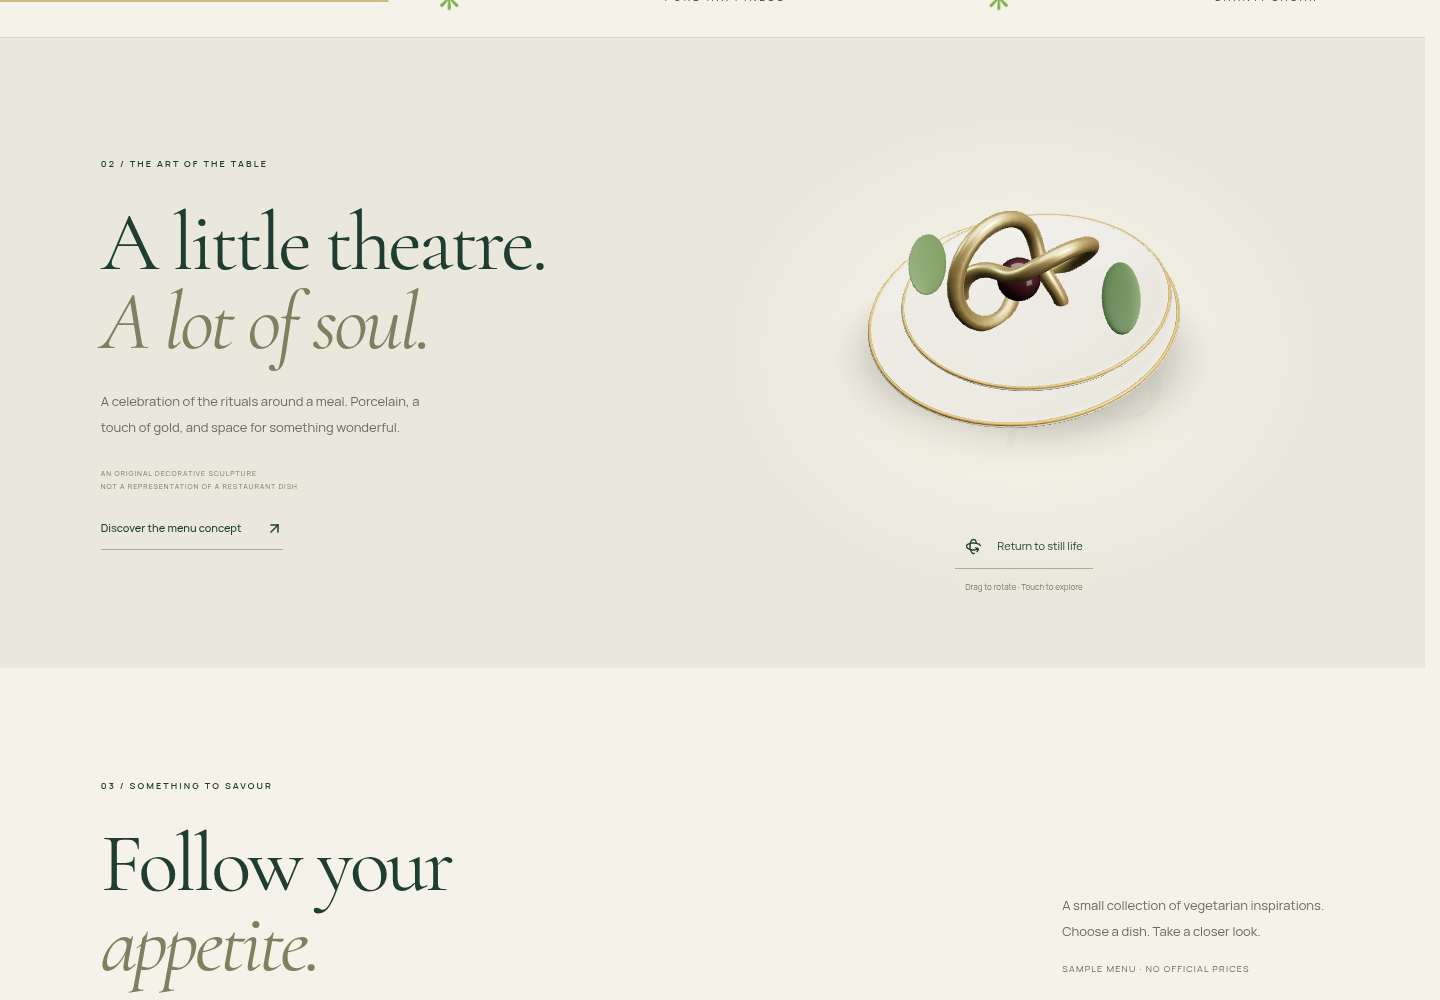 02 / THE ART OF THE TABLE
A little theatre.
A lot of soul.
A celebration of the rituals around a meal. Porcelain, a
touch of gold, and space for something wonderful.
AN ORIGINAL DECORATIVE SCULPTURE
NOT A REPRESENTATION OF A RESTAURANT DISH
Discover the menu concept
Return to still life
Drag to rotate · Touch to explore
03 / SOMETHING TO SAVOUR
Follow your
appetite.
A small collection of vegetarian inspirations.
Choose a dish. Take a closer look.
SAMPLE MENU · NO OFFICIAL PRICES